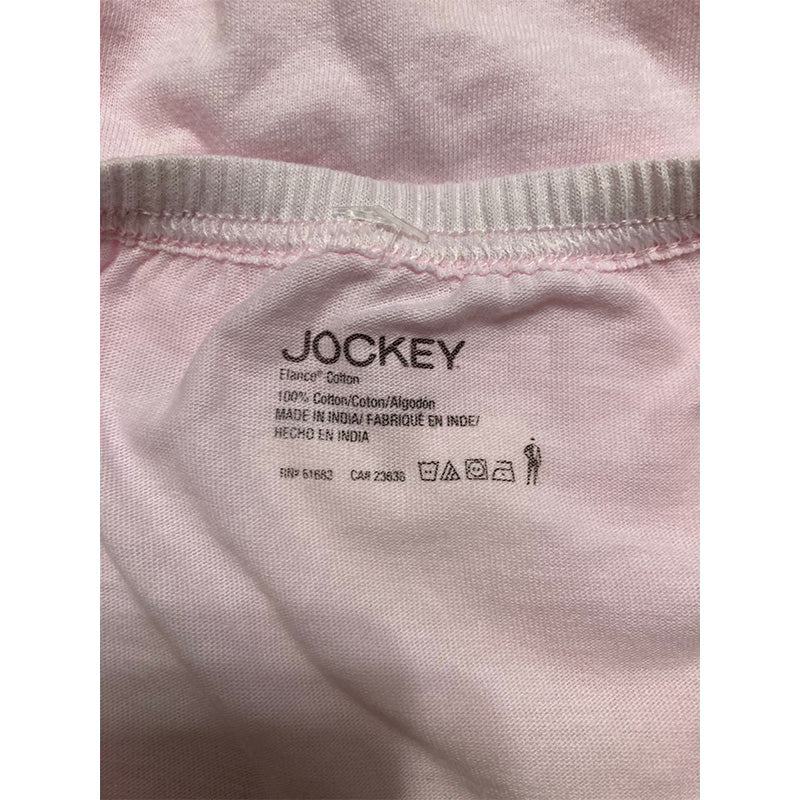 JOCKEY
Elance® Cotton
100% Cotton/Coton/Algodón
MADE IN INDIA/ FABRIQUÉ EN INDE/
HECHO EN INDIA
RN# 61683 CA# 23636